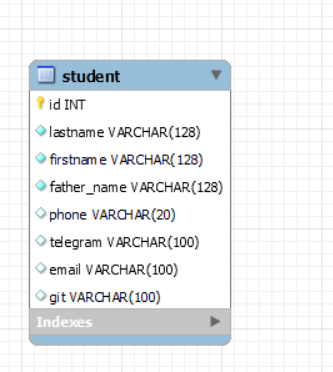 student
id INT
lastname VARCHAR(128)
firstname VARCHAR(128)
father_name VARCHAR(128)
phone VARCHAR(20)
telegram VARCHAR(100)
email VARCHAR(100)
git VARCHAR(100)
Indexes